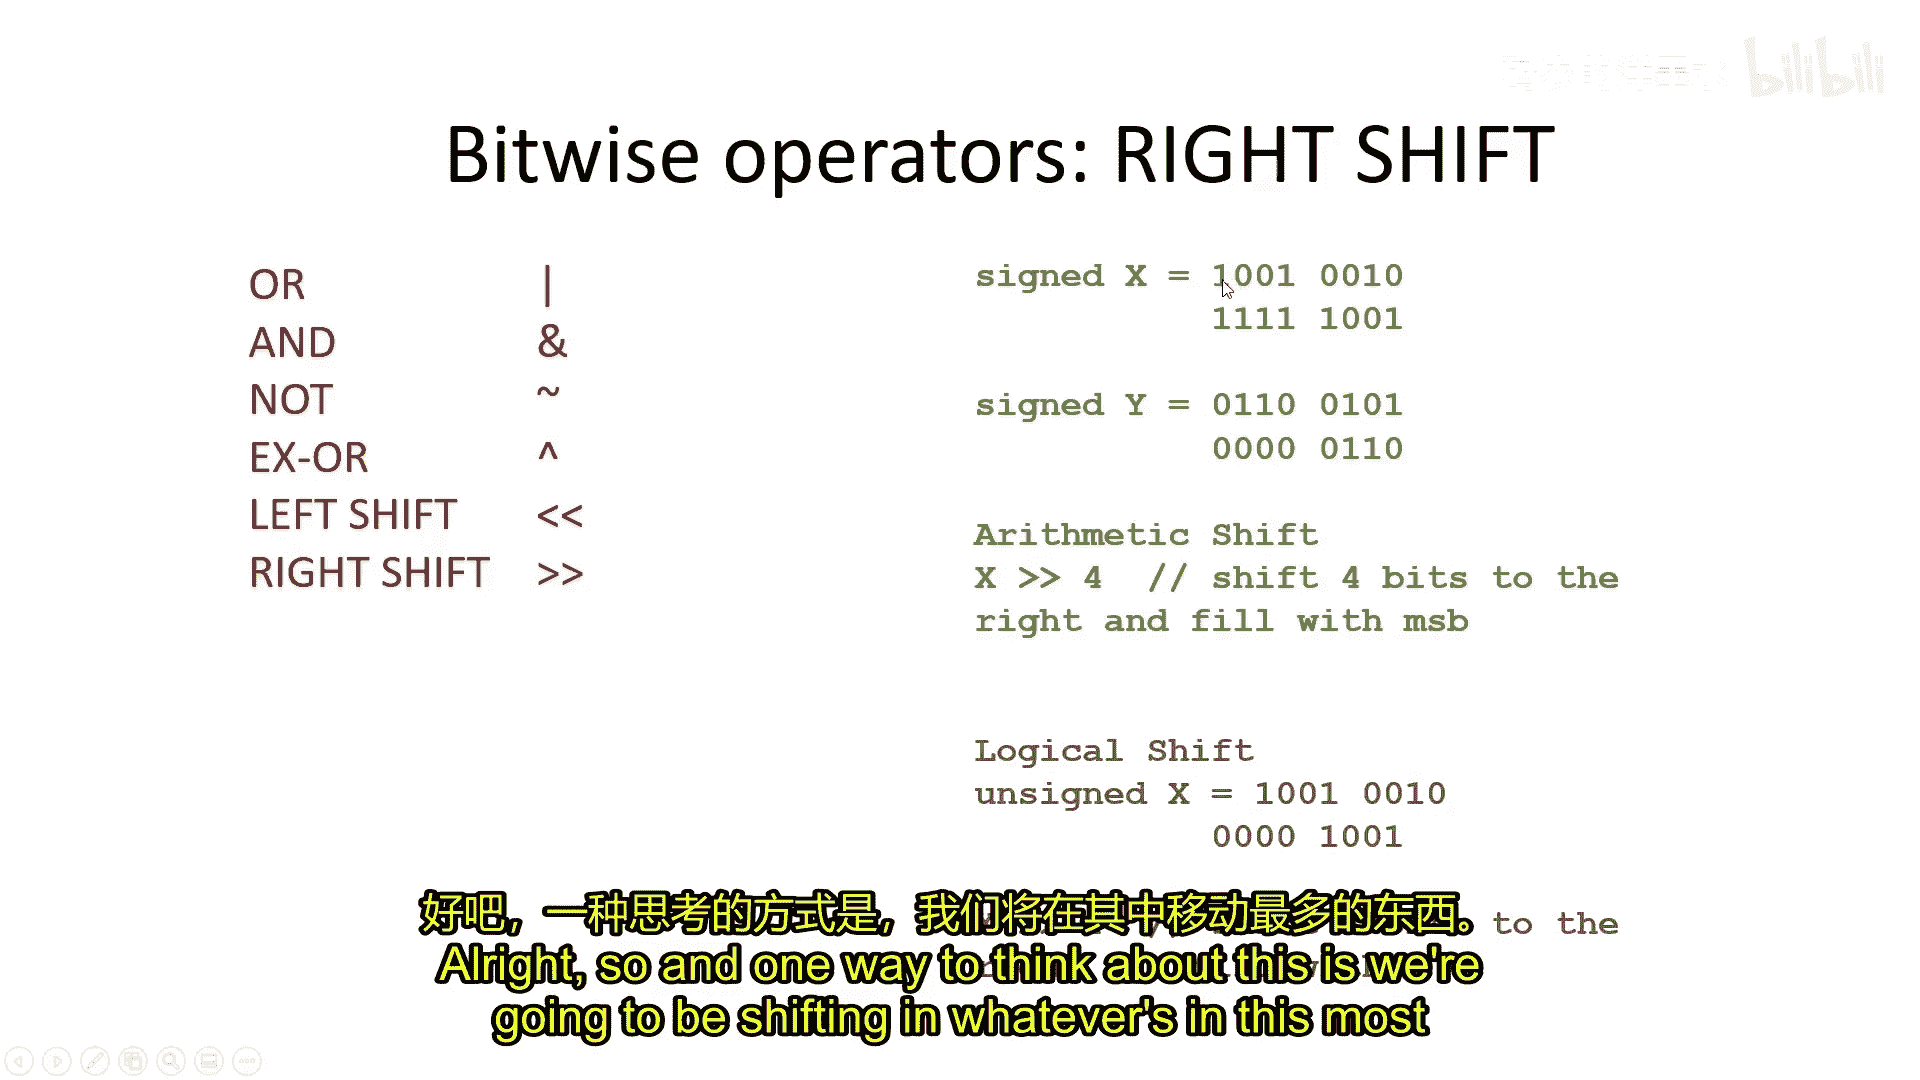 bilibili
Bitwise operators: RIGHT SHIFT
OR |
AND &
NOT ~
EX-OR ^
LEFT SHIFT <<
RIGHT SHIFT >>
signed X = 1001 0010
1111 1001
signed Y = 0110 0101
0000 0110
Arithmetic Shift
X >> 4 // shift 4 bits to the
right and fill with msb
Logical Shift
unsigned X = 1001 0010
0000 1001
to the
好吧，一种思考的方式是，我们将在其中移动最多的东西。
Alright, so and one way to think about this is we're
going to be shifting in whatever's in this most